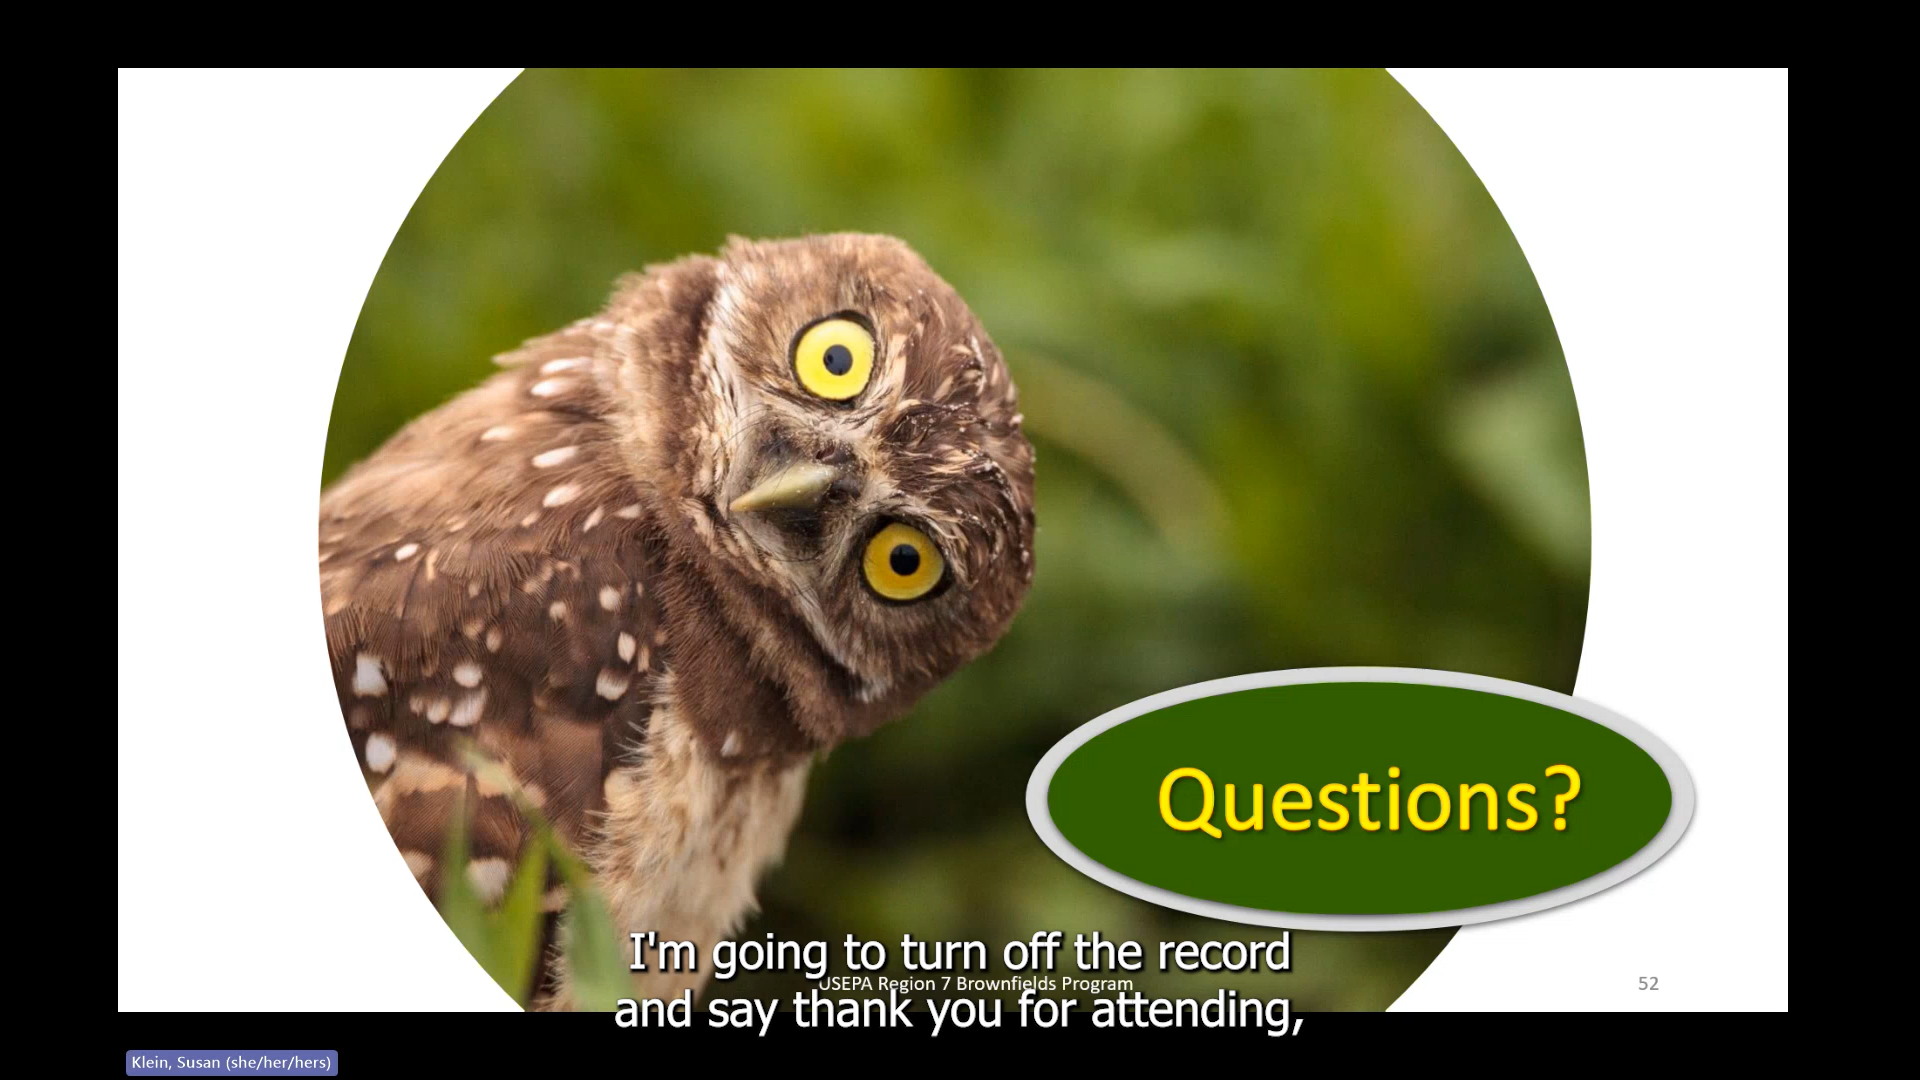 Questions?
I'm going to turn off the record
USEPA Region 7 Brownfields Program
52
and say thank you for attending,
Klein, Susan (she/her/hers)